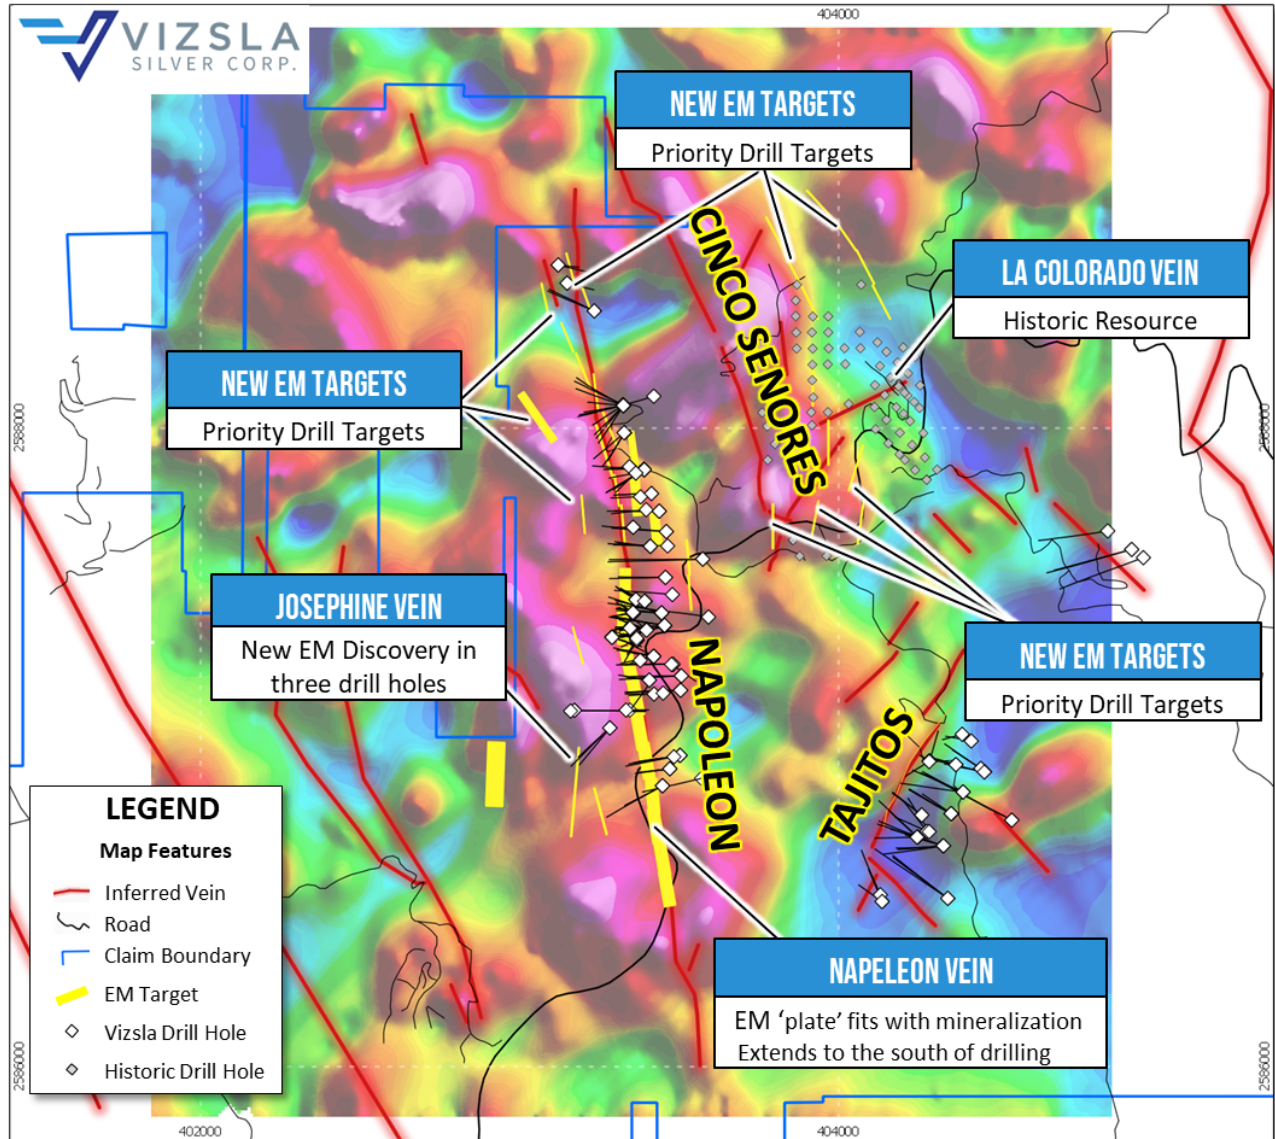 404000
VIZSLA
SILVER CORP.
NEW EM TARGETS
Priority Drill Targets
CINCO SENORES
LA COLORADO VEIN
Historic Resource
NEW EM TARGETS
Priority Drill Targets
2588000
2588000
JOSEPHINE VEIN
New EM Discovery in
three drill holes
NAPOLEON
NEW EM TARGETS
Priority Drill Targets
TAJITOS
LEGEND
Map Features
Inferred Vein
Road
Claim Boundary
EM Target
Vizsla Drill Hole
Historic Drill Hole
NAPELEON VEIN
EM ‘plate’ fits with mineralization
Extends to the south of drilling
2586000
2586000
402000
404000